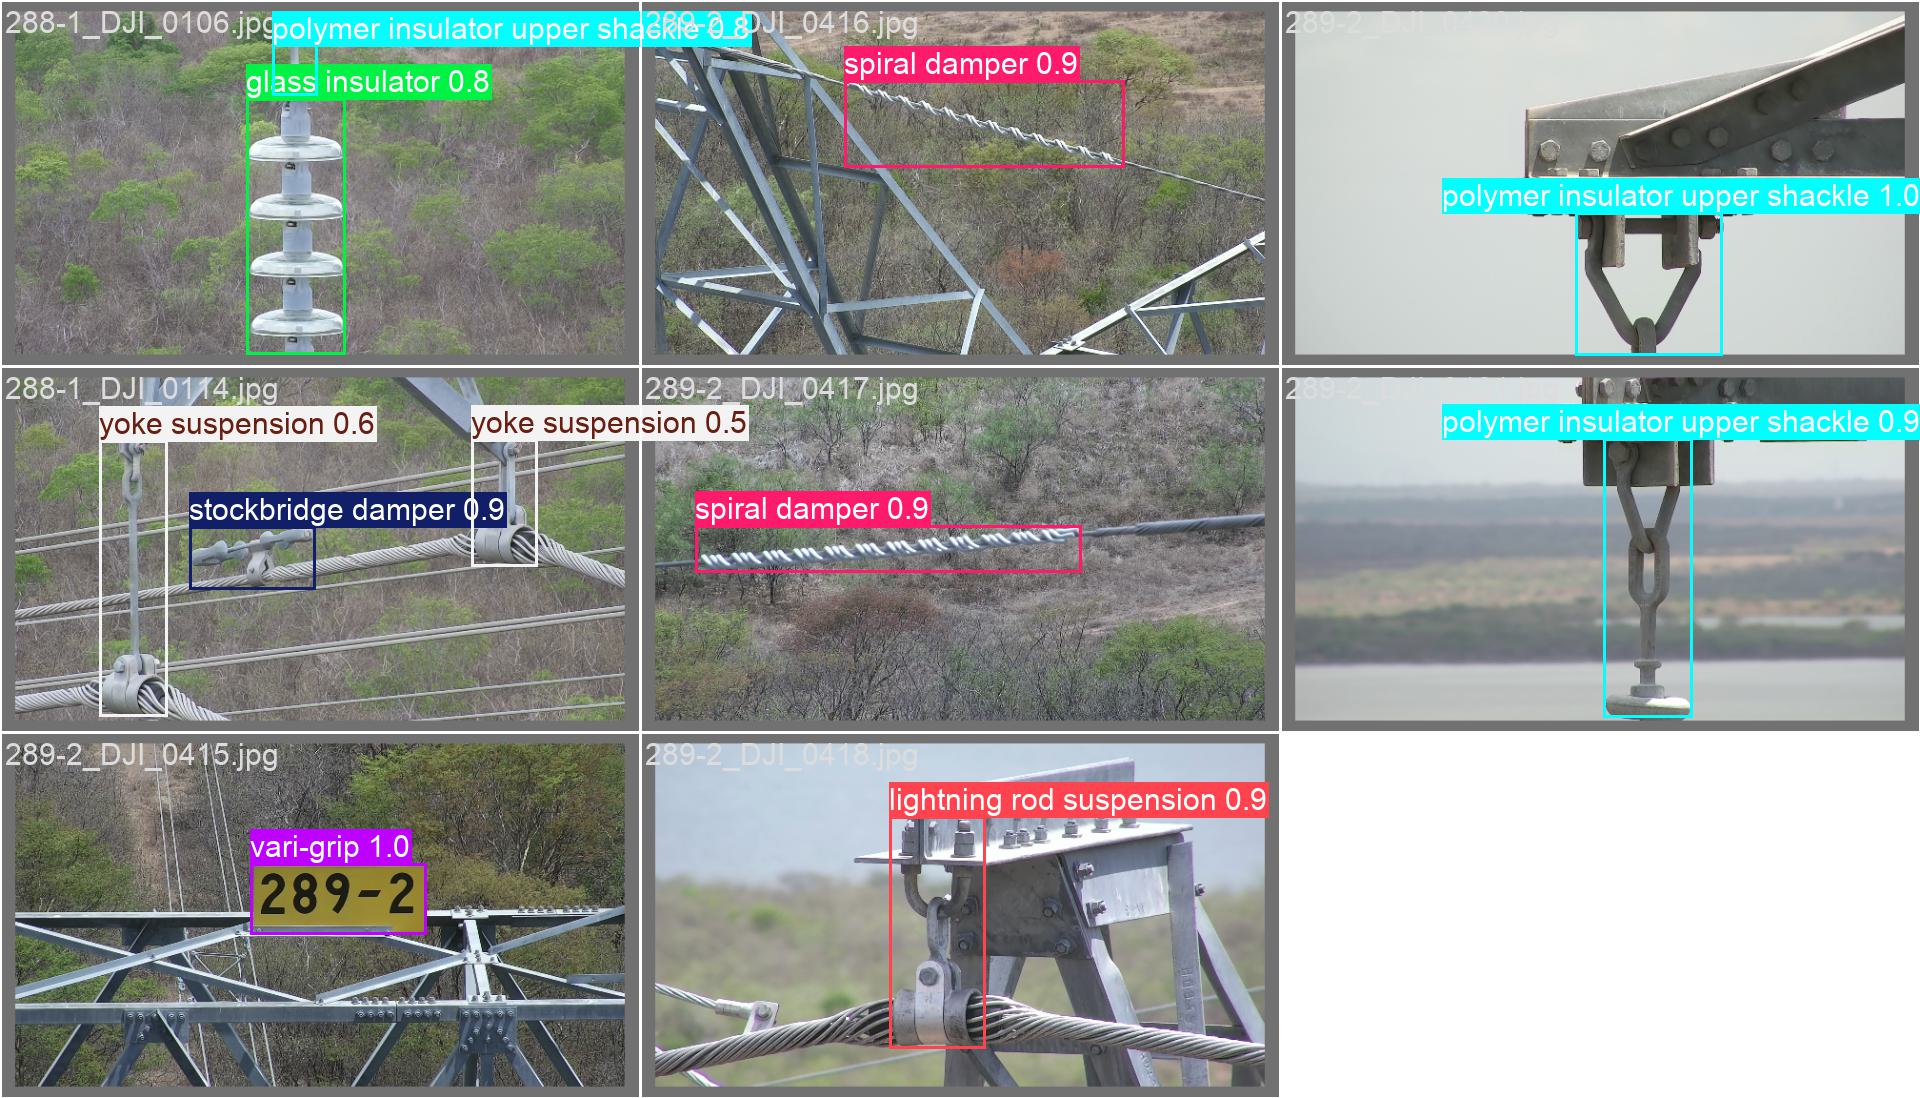 288-1_DJI_0106.jpg
polymer insulator upper shackle 0.8
glass insulator 0.8
289-2_DJI_0416.jpg
spiral damper 0.9
polymer insulator upper shackle 1.0
288-1_DJI_0114.jpg
yoke suspension 0.6
yoke suspension 0.5
stockbridge damper 0.9
289-2_DJI_0417.jpg
spiral damper 0.9
polymer insulator upper shackle 0.9
289-2_DJI_0415.jpg
vari-grip 1.0
289-2
289-2_DJI_0418.jpg
lightning rod suspension 0.9